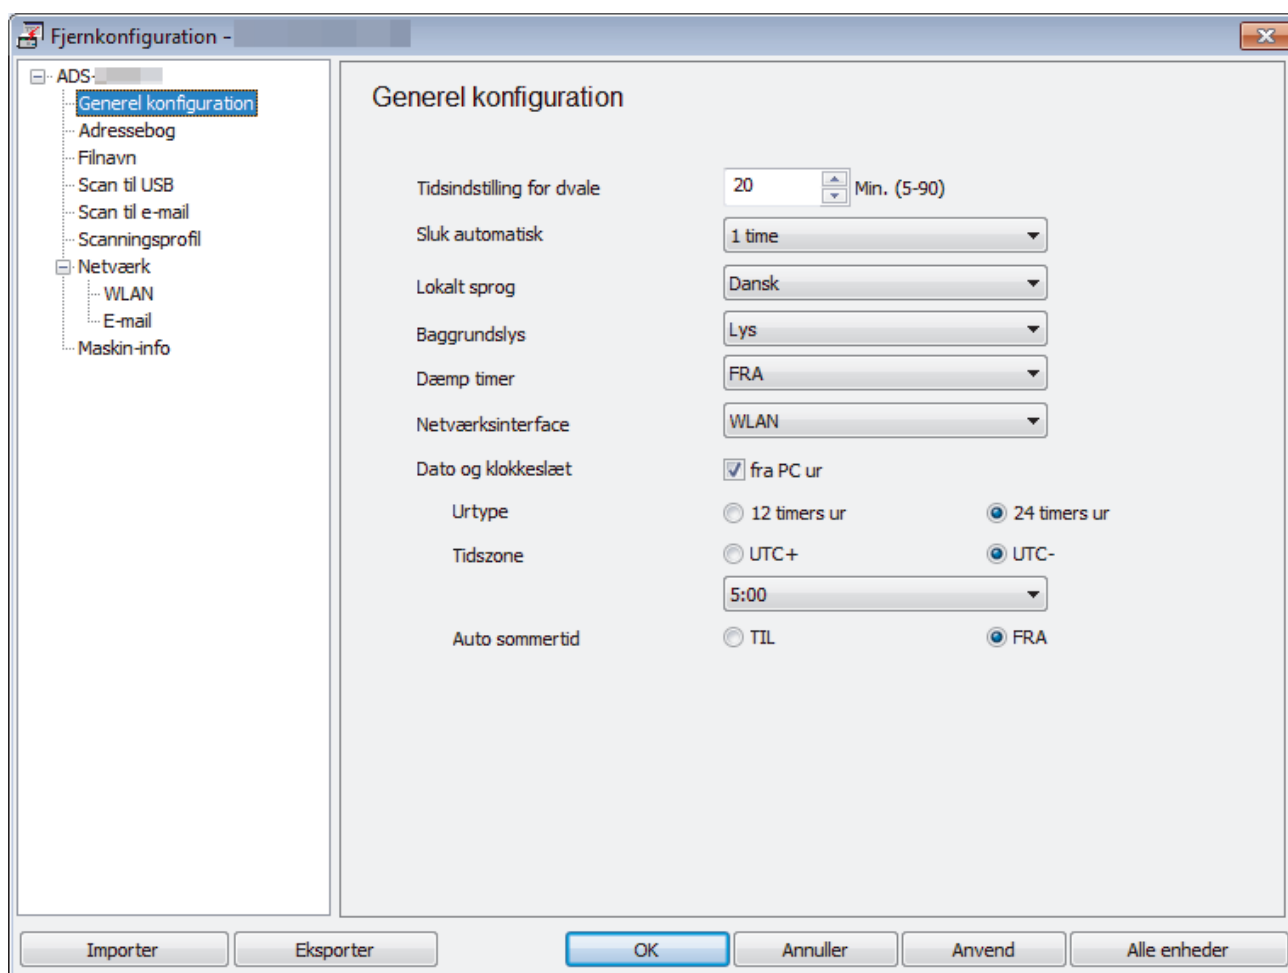 Fjernkonfiguration -
ADS-
Generel konfiguration
Adressebog
Filnavn
Scan til USB
Scan til e-mail
Scanningsprofil
Netværk
WLAN
E-mail
Maskin-info
Generel konfiguration
Tidsindstilling for dvale 20 Min. (5-90)
Sluk automatisk 1 time
Lokalt sprog Dansk
Baggrundslys Lys
Dæmp timer FRA
Netværksinterface WLAN
Dato og klokkeslæt fra PC ur
Urtype 12 timers ur 24 timers ur
Tidszone UTC+ UTC-
5:00
Auto sommertid TIL FRA
Importer Eksporter OK Annuller Anvend Alle enheder